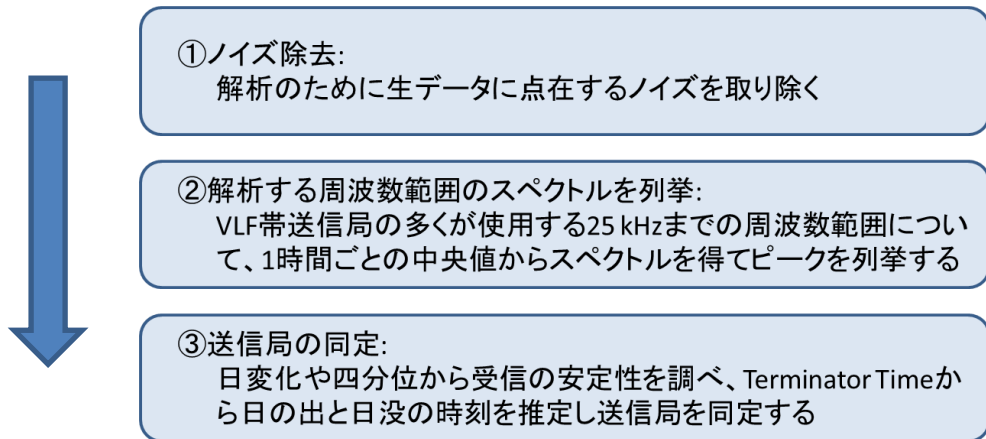 ①ノイズ除去:
解析のために生データに点在するノイズを取り除く
②解析する周波数範囲のスペクトルを列挙:
VLF帯送信局の多くが使用する25 kHzまでの周波数範囲につい
て、1時間ごとの中央値からスペクトルを得てピークを列挙する
③送信局の同定:
日変化や四分位から受信の安定性を調べ、Terminator Timeか
ら日の出と日没の時刻を推定し送信局を同定する